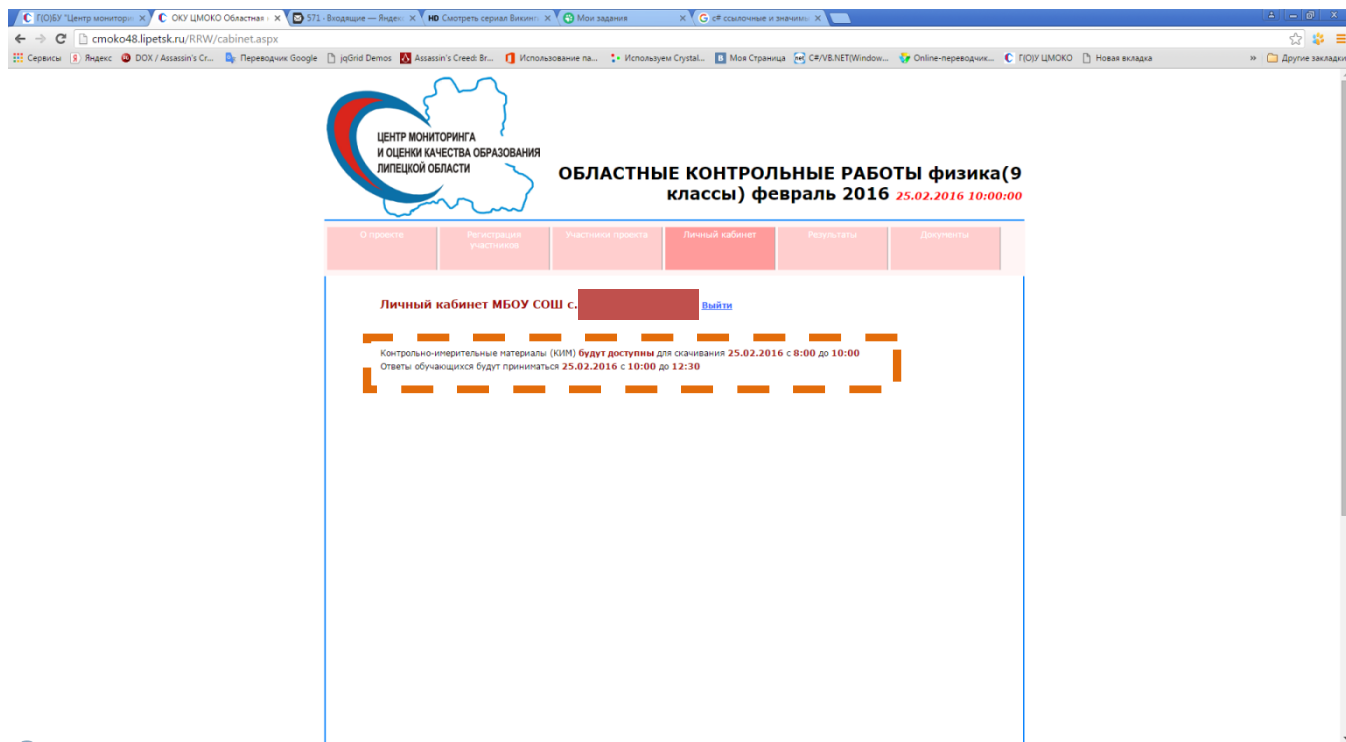 Г(О)БУ "Центр мониторин
ОКУ ЦМОКО Областная
571 · Входящие — Яндекс
HD Смотреть сериал Викинги
Мои задания
c# ссылочные и значимы
cmoko48.lipetsk.ru/RRW/cabinet.aspx
Сервисы
Яндекс
DOX / Assassin's Cr...
Переводчик Google
jqGrid Demos
Assassin's Creed: Br...
Использование па...
Используем Crystal...
Моя Страница
C#/VB.NET(Window...
Online-переводчик...
Г(О)У ЦМОКО
Новая вкладка
»
Другие закладки
ЦЕНТР МОНИТОРИНГА
И ОЦЕНКИ КАЧЕСТВА ОБРАЗОВАНИЯ
ЛИПЕЦКОЙ ОБЛАСТИ
ОБЛАСТНЫЕ КОНТРОЛЬНЫЕ РАБОТЫ физика(9
классы) февраль 2016 25.02.2016 10:00:00
О проекте
Регистрация
участников
Участники проекта
Личный кабинет
Результаты
Документы
Личный кабинет МБОУ СОШ с. Выйти
Контрольно-имерительные материалы (КИМ) будут доступны для скачивания 25.02.2016 с 8:00 до 10:00
Ответы обучающихся будут приниматься 25.02.2016 с 10:00 до 12:30